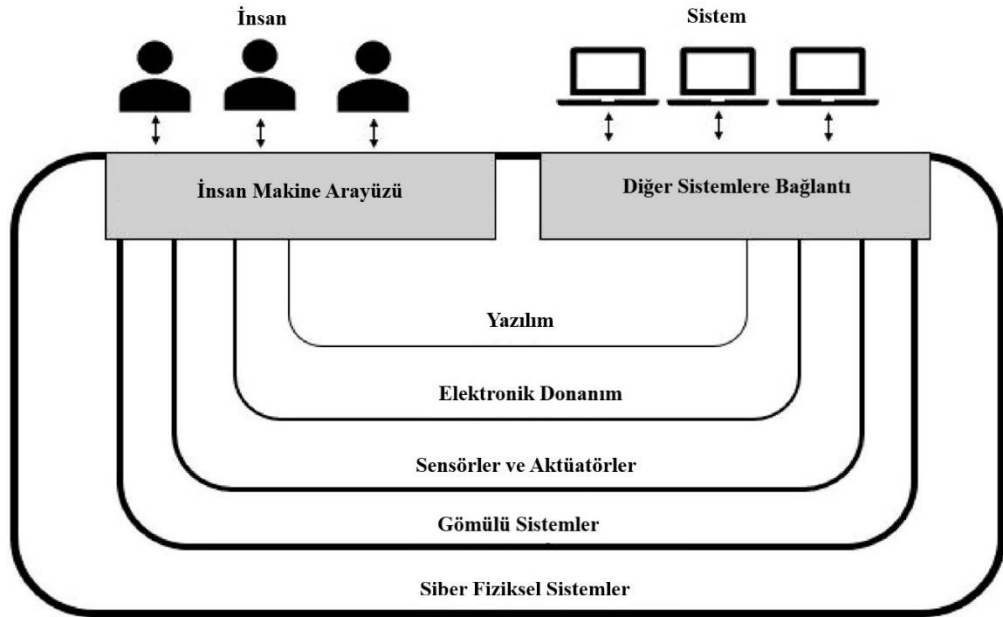 İnsan
Sistem
İnsan Makine Arayüzü
Diğer Sistemlere Bağlantı
Yazılım
Elektronik Donanım
Sensörler ve Aktüatörler
Gömülü Sistemler
Siber Fiziksel Sistemler